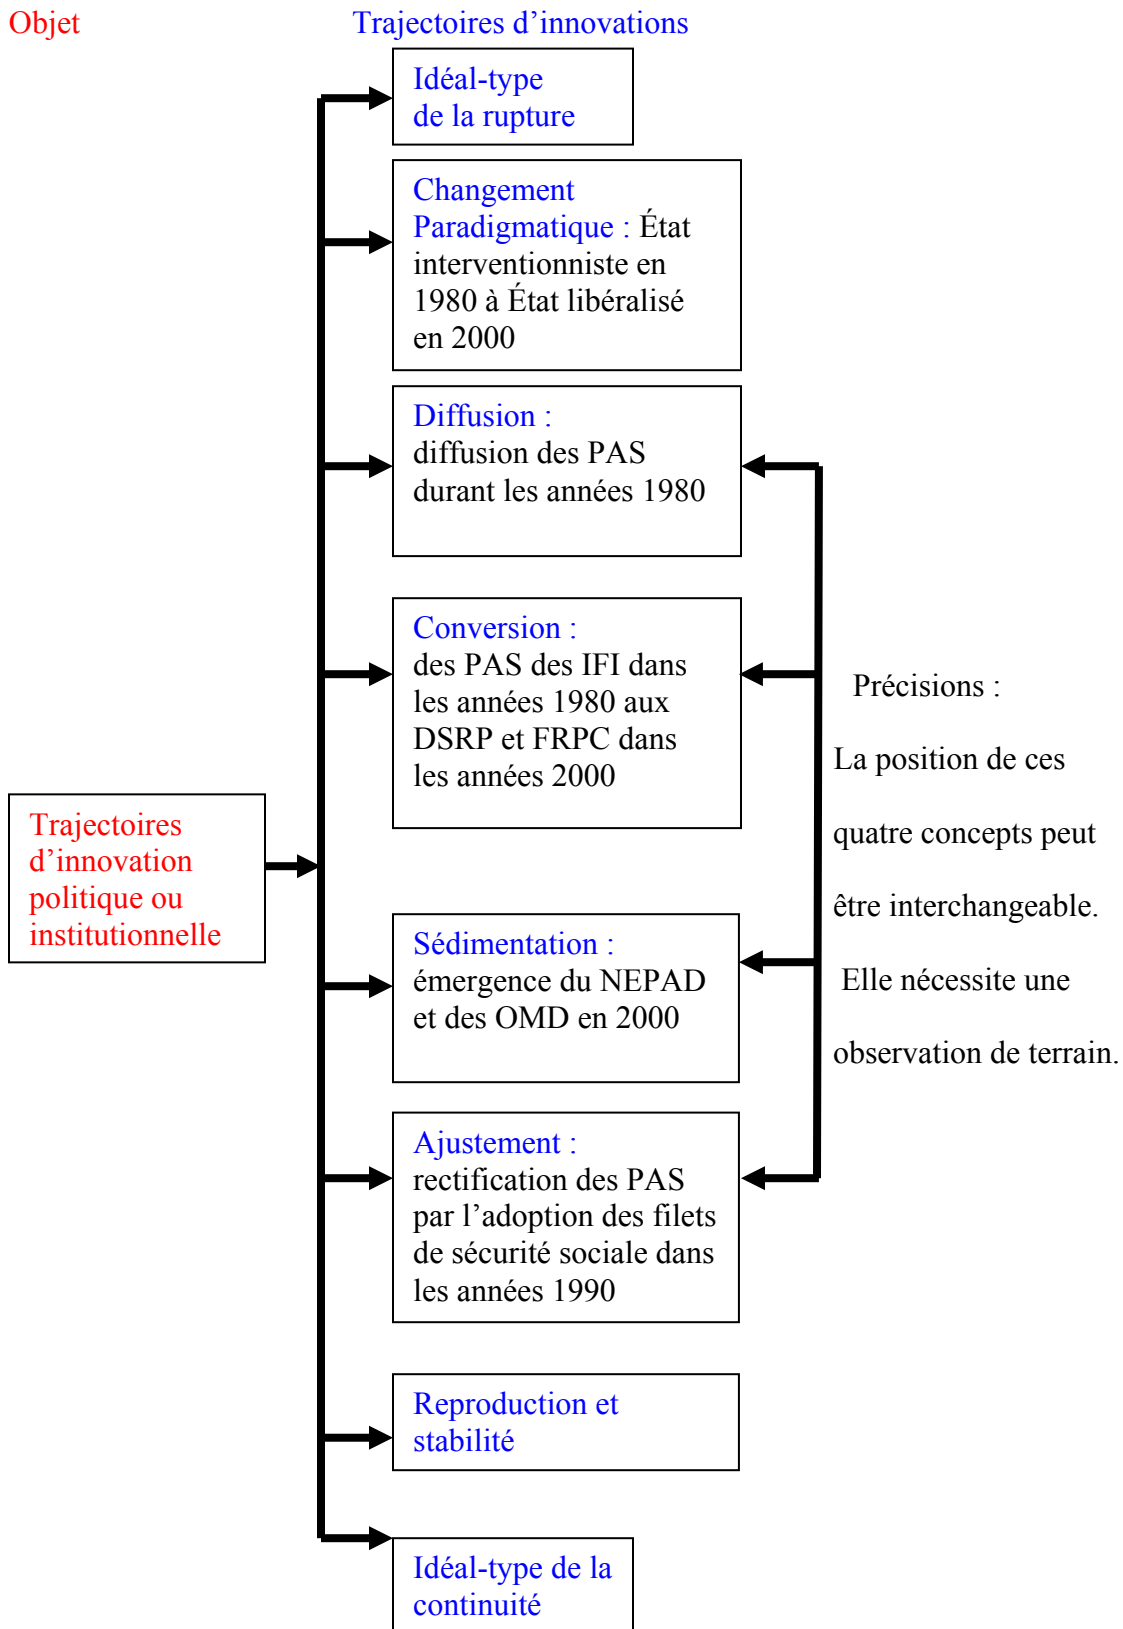 Objet
Trajectoires d’innovations
Idéal-type
de la rupture
Changement
Paradigmatique : État
interventionniste en
1980 à État libéralisé
en 2000
Diffusion :
diffusion des PAS
durant les années 1980
Conversion :
des PAS des IFI dans
les années 1980 aux
DSRP et FRPC dans
les années 2000
Trajectoires
d’innovation
politique ou
institutionnelle
Sédimentation :
émergence du NEPAD
et des OMD en 2000
Ajustement :
rectification des PAS
par l’adoption des filets
de sécurité sociale dans
les années 1990
Reproduction et
stabilité
Idéal-type de la
continuité
Précisions :
La position de ces
quatre concepts peut
être interchangeable.
Elle nécessite une
observation de terrain.